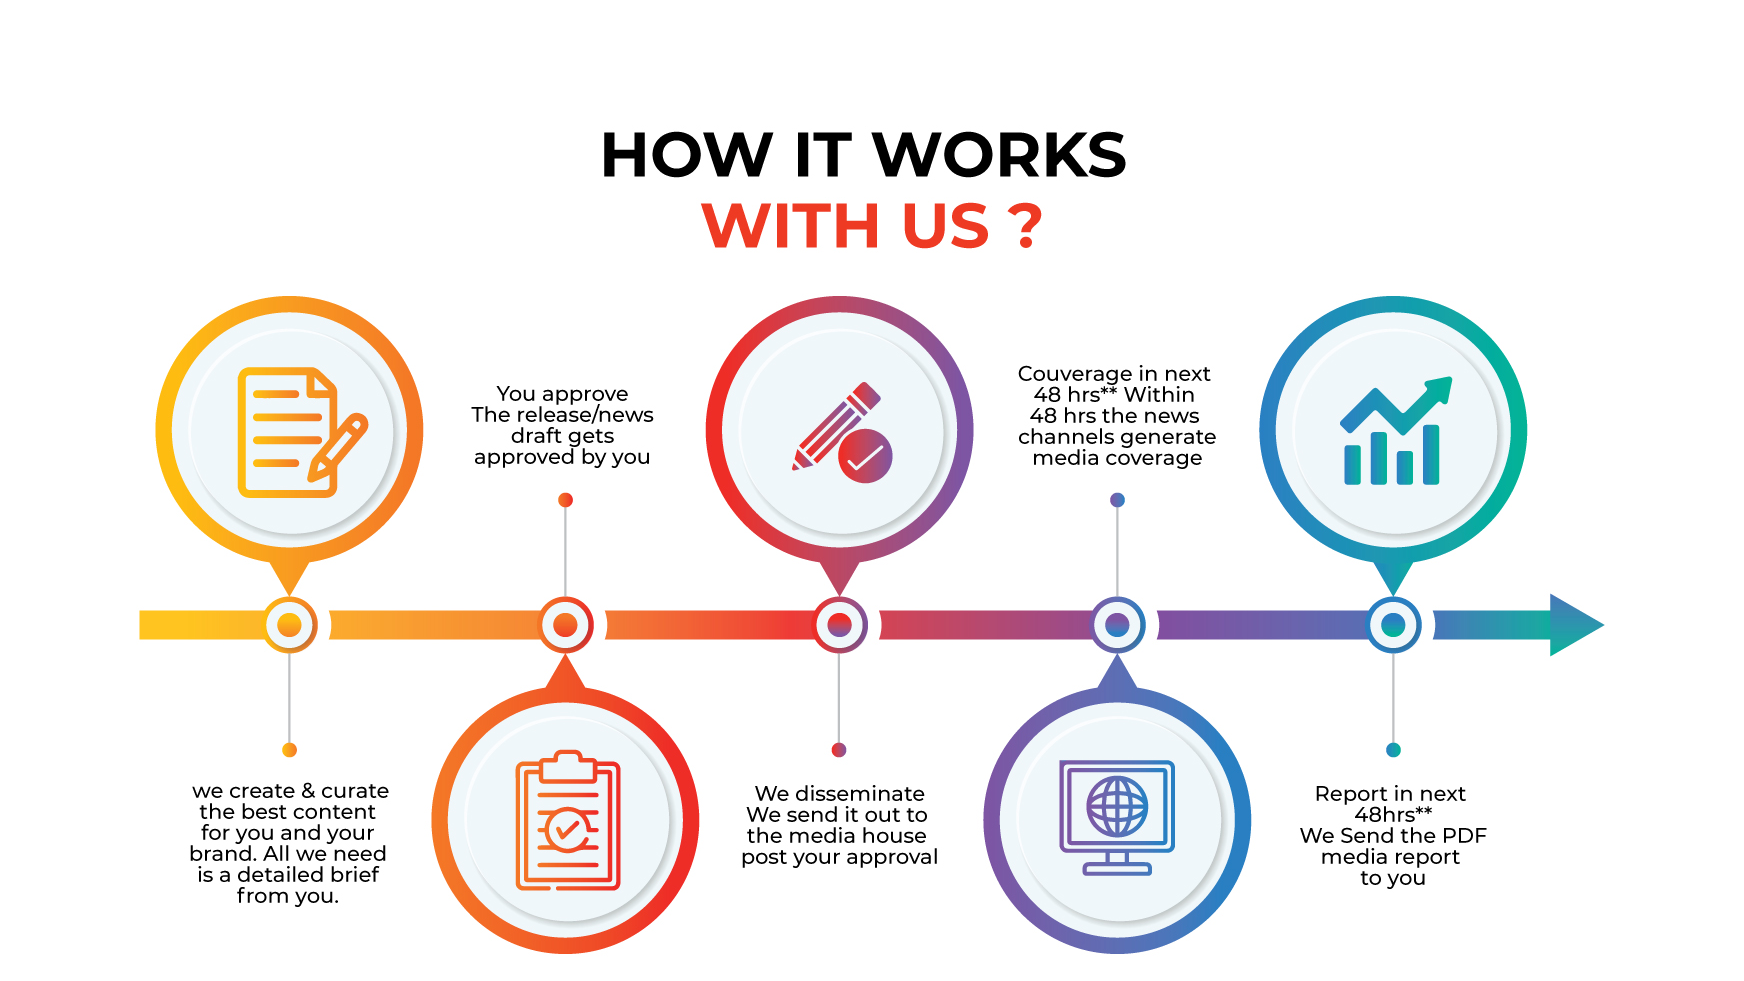 HOW IT WORKS
WITH US ?
we create & curate
the best content
for you and your
brand. All we need
is a detailed brief
from you.
You approve
The release/news
draft gets
approved by you
We disseminate
We send it out to
the media house
post your approval
Couverage in next
48 hrs** Within
48 hrs the news
channels generate
media coverage
Report in next
48hrs**
We Send the PDF
media report
to you